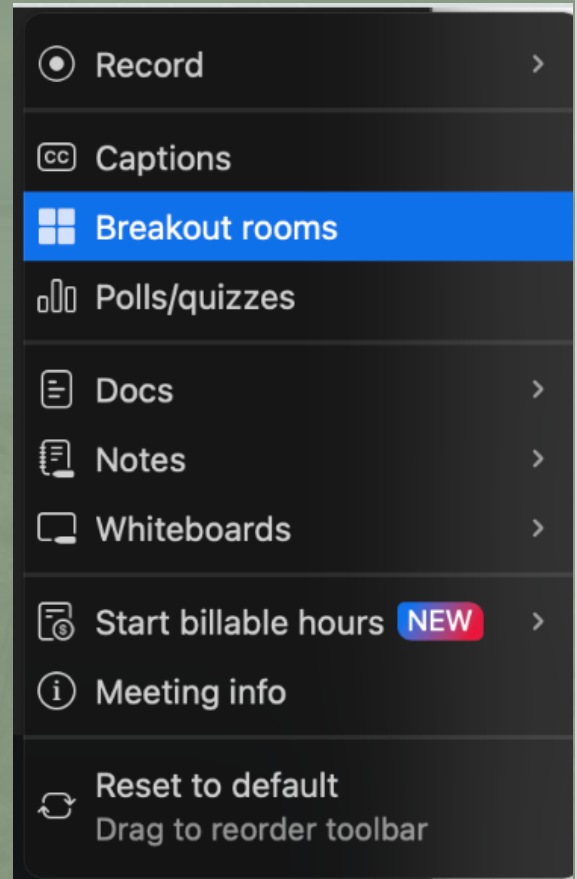 Record
CC Captions
Breakout rooms
Polls/quizzes
Docs
Notes
Whiteboards
$ Start billable hours NEW
i Meeting info
Reset to default
Drag to reorder toolbar